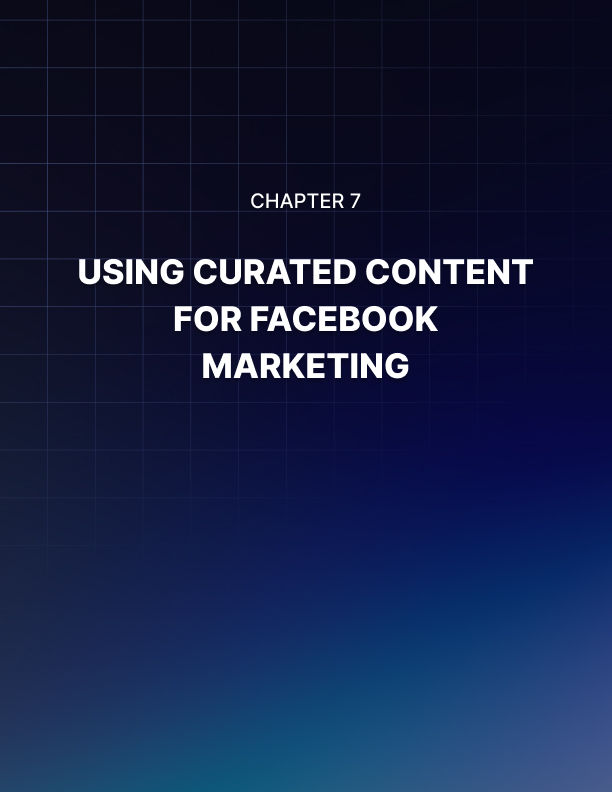 CHAPTER 7
USING CURATED CONTENT
FOR FACEBOOK
MARKETING